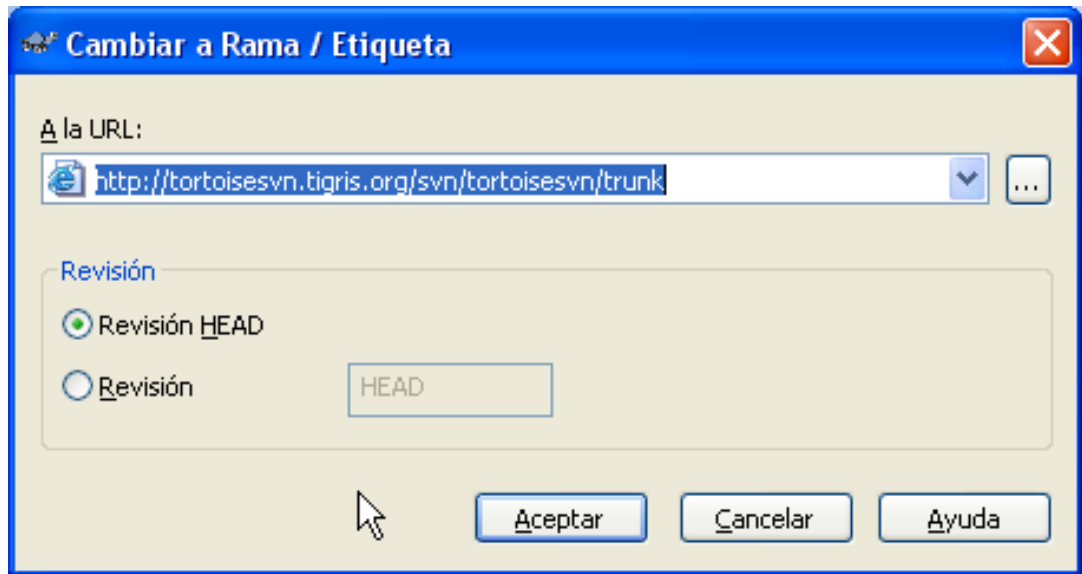 Cambiar a Rama / Etiqueta
A la URL:
http://tortoisesvn.tigris.org/svn/tortoisesvn/trunk
...
Revisión
Revisión HEAD
Revisión HEAD
Aceptar Cancelar Ayuda